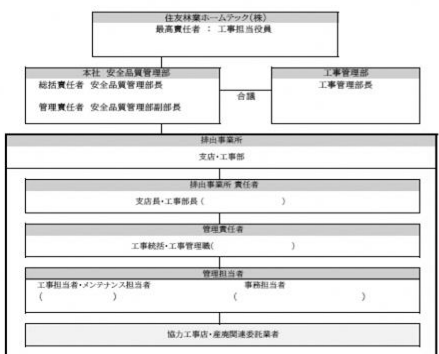 住友林業ホームテック(株)
最高責任者 ： 工事担当役員
本社 安全品質管理部
総括責任者 安全品質管理部長
管理責任者 安全品質管理部副部長
合議
工事管理部
工事管理部長
排出事業所
支店・工事部
排出事業所 責任者
支店長・工事部長 ( )
管理責任者
工事統括・工事管理職( )
管理担当者
工事担当者・メンテナンス担当者 事務担当者
( ) ( )
協力工事店・産廃関連委託業者